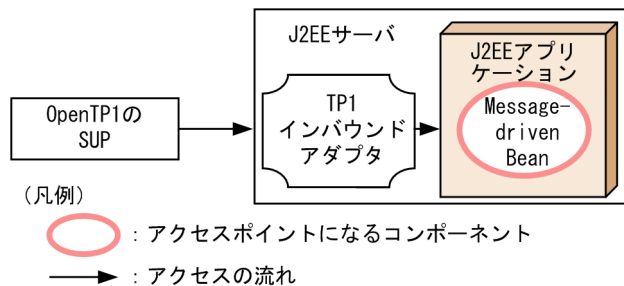 J2EEサーバ
J2EEアプリ
ケーション
OpenTP1の
SUP
TP1
インバウンド
アダプタ
Message-
driven
Bean
(凡例)
：アクセスポイントになるコンポーネント
：アクセスの流れ